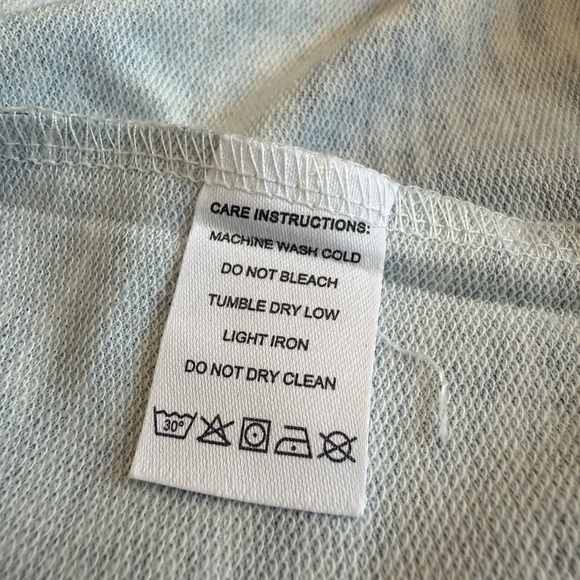 CARE INSTRUCTIONS:
MACHINE WASH COLD
DO NOT BLEACH
TUMBLE DRY LOW
LIGHT IRON
DO NOT DRY CLEAN
30°